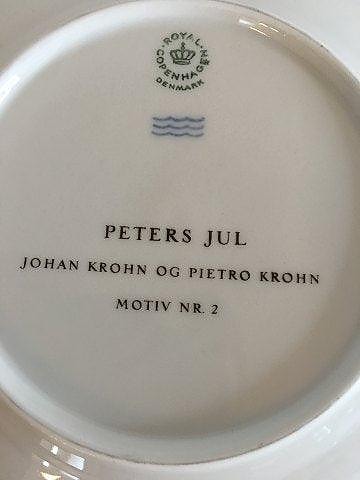 ROYAL
COPENHAGEN
DENMARK
PETERS JUL
JOHAN KROHN OG PIETRO KROHN
MOTIV NR. 2